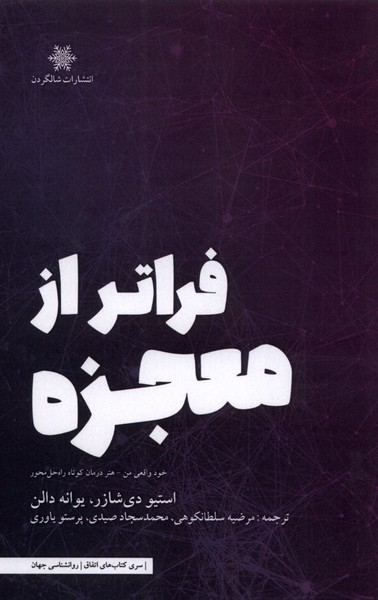 انتشارات شالگردن
فراتر از
معجزه
خود واقعی من - هنر درمان کوتاه راه‌حل‌محور
استیو دی‌شازر، یوانه دالن
ترجمه: مرضیه سلطانکوهی، محمدسجاد صیدی، پرستو یاوری
| سری کتاب‌های اتفاق | روانشناسی جهان